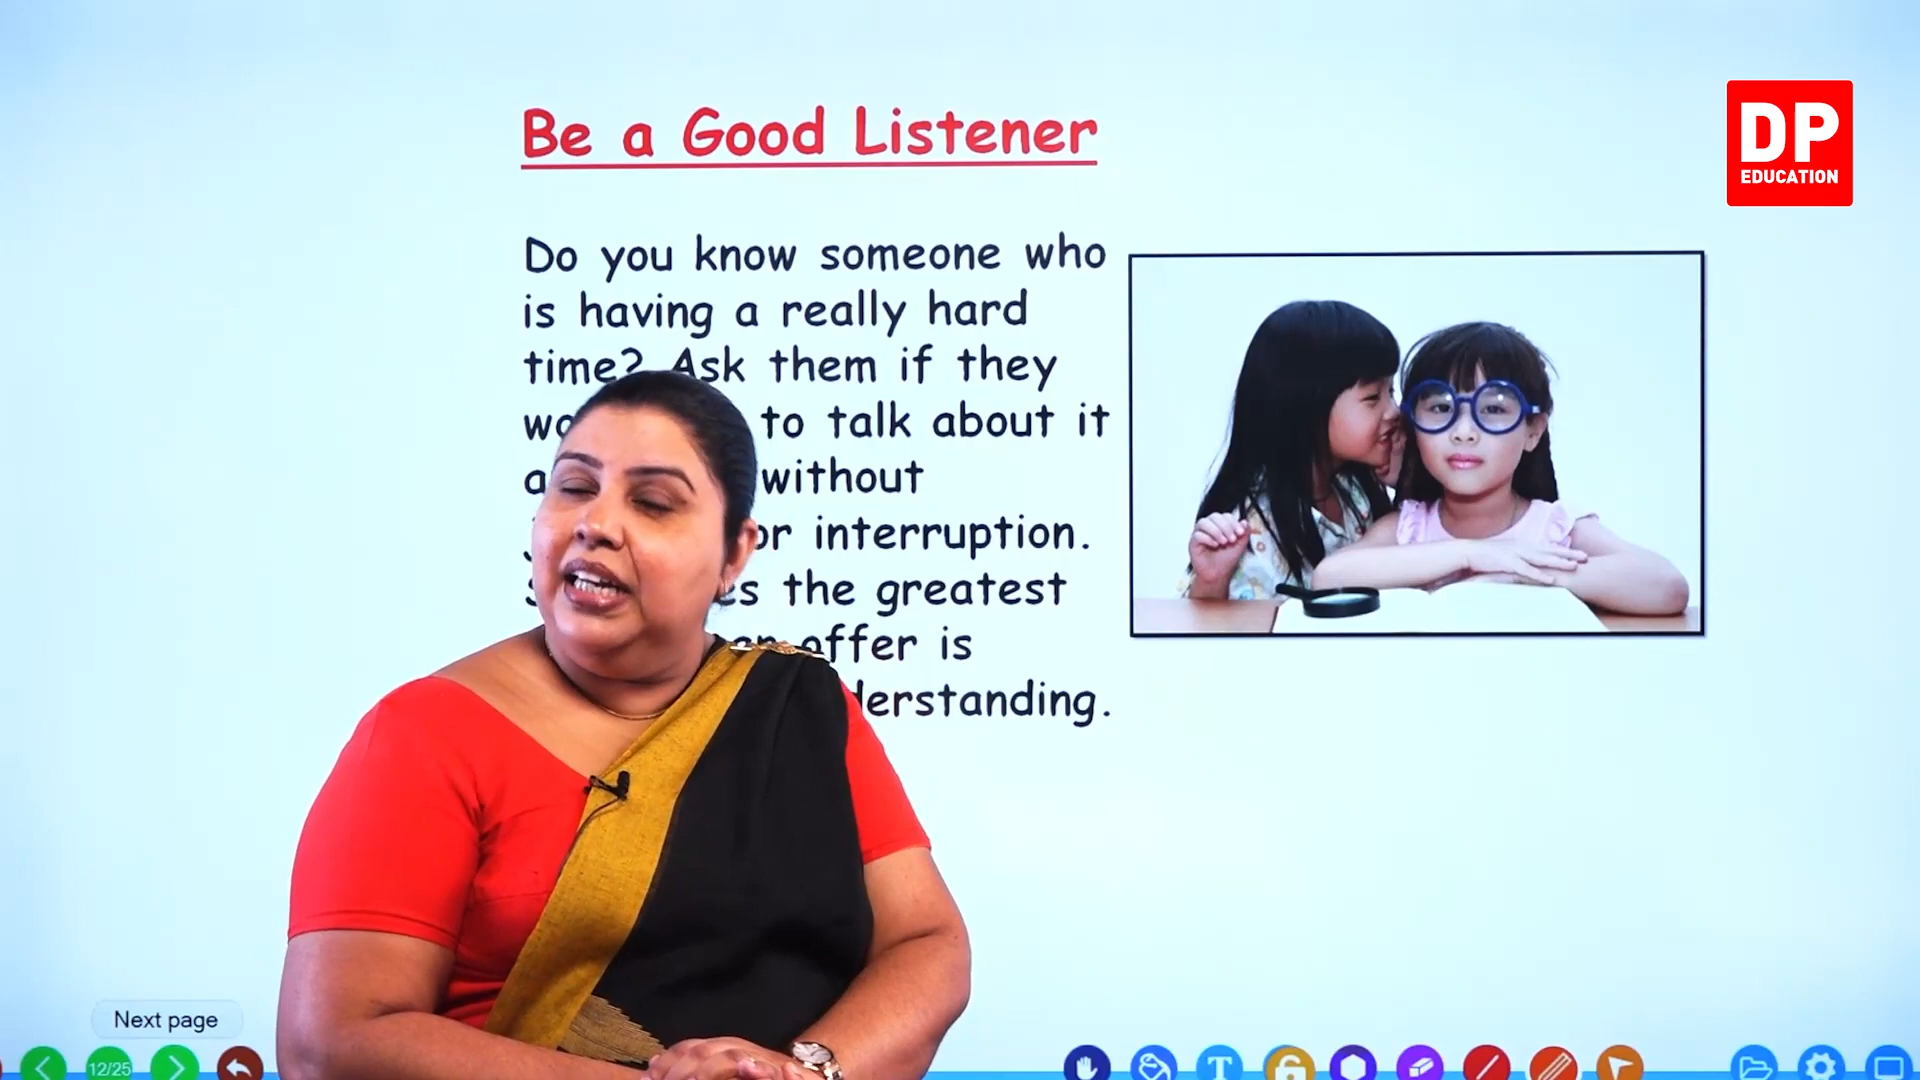 Be a Good Listener
DP
EDUCATION
Do you know someone who
is having a really hard
time? Ask them if they
to talk about it
without
or interruption.
the greatest
offer is
Next page
12/25
T